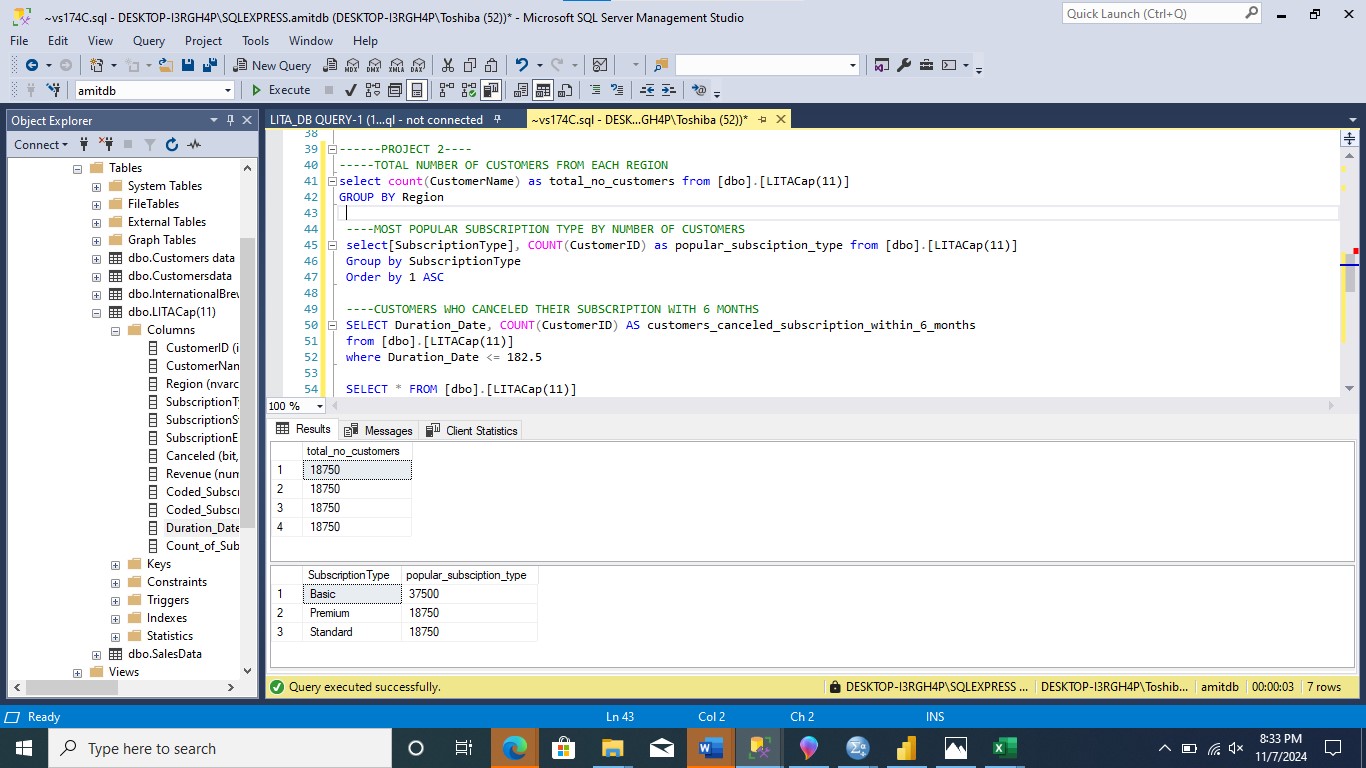 ~vs174C.sql - DESKTOP-I3RGH4P\SQLEXPRESS.amitdb (DESKTOP-I3RGH4P\Toshiba (52))* - Microsoft SQL Server Management Studio
Quick Launch (Ctrl+Q)
File Edit View Query Project Tools Window Help
New Query
MDX DMX XMLA DAX
amitdb
Execute
Object Explorer
LITA_DB QUERY-1 (1...ql - not connected
~vs174C.sql - DESK...GH4P\Toshiba (52))*
Connect
Tables
System Tables
FileTables
External Tables
Graph Tables
dbo.Customers data
dbo.Customersdata
dbo.InternationalBre
dbo.LITACap(11)
Columns
CustomerID (i
CustomerNan
Region (nvarc
SubscriptionT
SubscriptionS
SubscriptionE
Canceled (bit,
Revenue (num
Coded_Subscr
Coded_Subscr
Duration_Date
Count_of_Sub
Keys
Constraints
Triggers
Indexes
Statistics
dbo.SalesData
Views
38
39 ------PROJECT 2----
40 -----TOTAL NUMBER OF CUSTOMERS FROM EACH REGION
41 select count(CustomerName) as total_no_customers from [dbo].[LITACap(11)]
42 GROUP BY Region
43
44 ----MOST POPULAR SUBSCRIPTION TYPE BY NUMBER OF CUSTOMERS
45 select[SubscriptionType], COUNT(CustomerID) as popular_subsciption_type from [dbo].[LITACap(11)]
46 Group by SubscriptionType
47 Order by 1 ASC
48
49 ----CUSTOMERS WHO CANCELED THEIR SUBSCRIPTION WITH 6 MONTHS
50 SELECT Duration_Date, COUNT(CustomerID) AS customers_canceled_subscription_within_6_months
51 from [dbo].[LITACap(11)]
52 where Duration_Date <= 182.5
53
54 SELECT * FROM [dbo].[LITACap(11)]
100 %
Results Messages Client Statistics
total_no_customers
1 18750
2 18750
3 18750
4 18750
SubscriptionType popular_subsciption_type
1 Basic 37500
2 Premium 18750
3 Standard 18750
Query executed successfully.
DESKTOP-I3RGH4P\SQLEXPRESS ... DESKTOP-I3RGH4P\Toshib... amitdb 00:00:03 7 rows
Ready
Ln 43 Col 2 Ch 2 INS
Type here to search
8:33 PM
11/7/2024